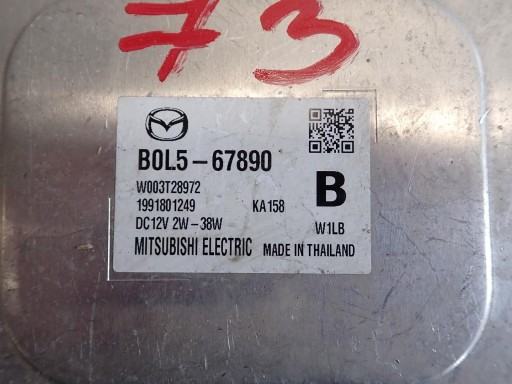 73
B0L5-67890
W003T28972
1991801249 KA158
DC12V 2W-38W
B
W1LB
MITSUBISHI ELECTRIC MADE IN THAILAND